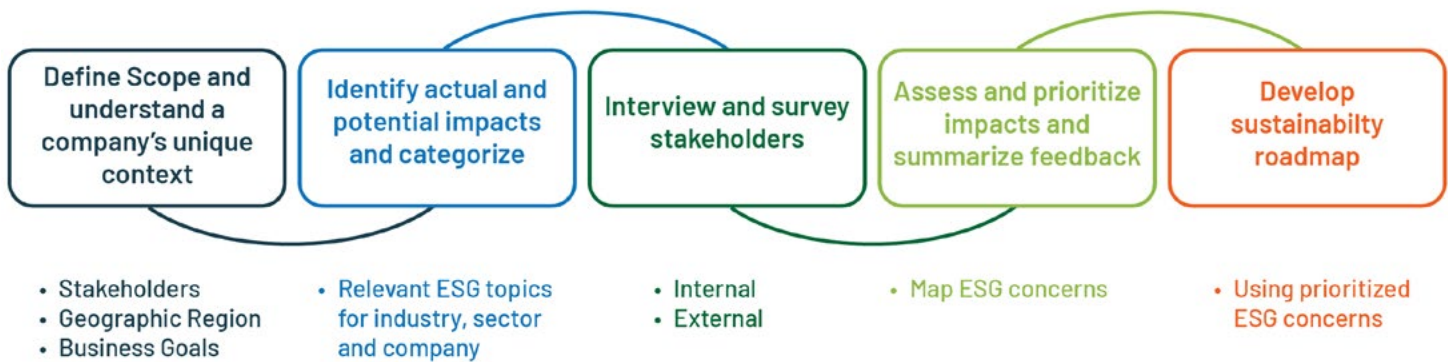 Define Scope and
understand a
company's unique
context
Identify actual and
potential impacts
and categorize
Interview and survey
stakeholders
Assess and prioritize
impacts and
summarize feedback
Develop
sustainabilty
roadmap
• Stakeholders
• Geographic Region
• Business Goals
• Relevant ESG topics
for industry, sector
and company
• Internal
• External
• Map ESG concerns
• Using prioritized
ESG concerns